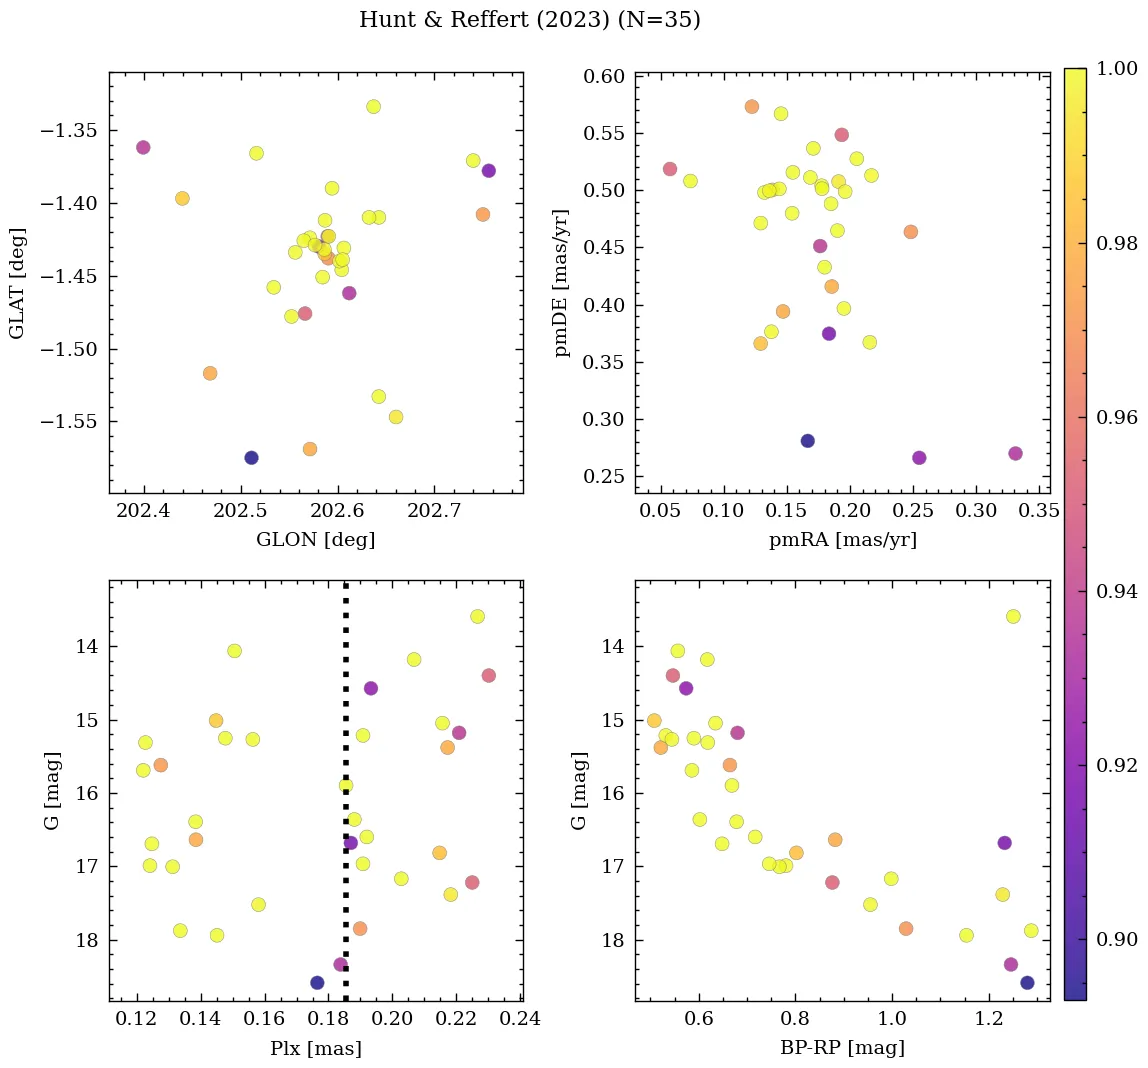 Hunt & Reffert (2023) (N=35)
−1.35
−1.40
−1.45
−1.50
−1.55
GLAT [deg]
202.4 202.5 202.6 202.7
GLON [deg]
0.60
0.55
0.50
0.45
0.40
0.35
0.30
0.25
pmDE [mas/yr]
0.05 0.10 0.15 0.20 0.25 0.30 0.35
pmRA [mas/yr]
14
15
16
17
18
G [mag]
0.12 0.14 0.16 0.18 0.20 0.22 0.24
Plx [mas]
14
15
16
17
18
G [mag]
0.6 0.8 1.0 1.2
BP-RP [mag]
1.00
0.98
0.96
0.94
0.92
0.90